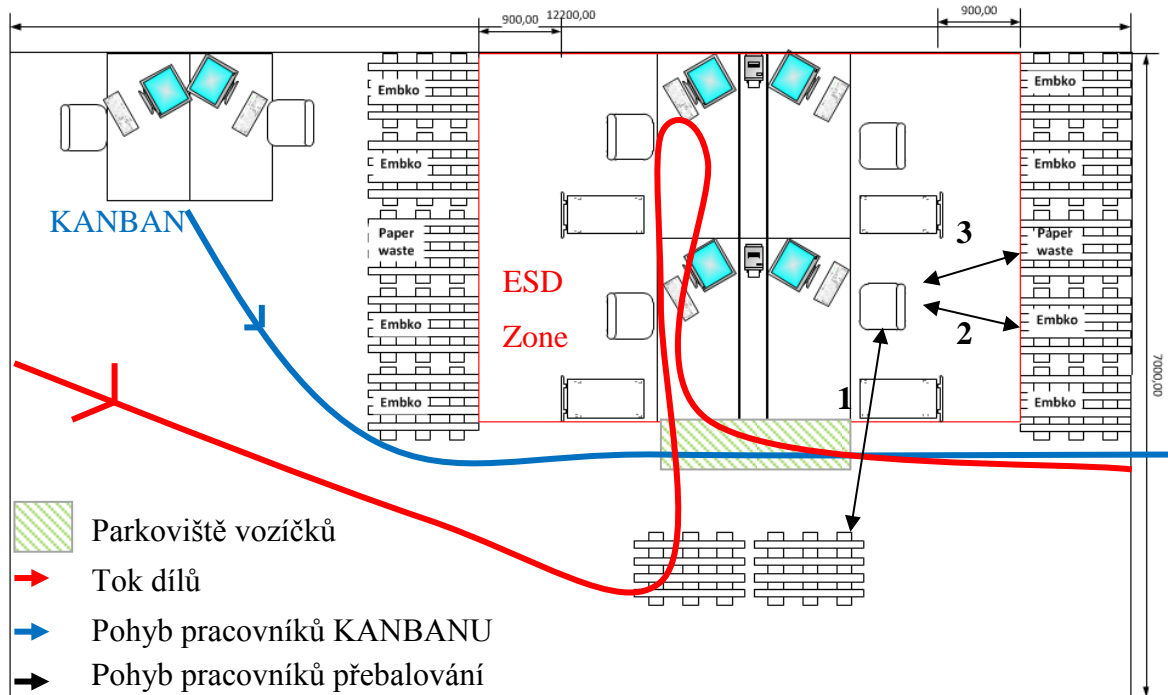 900,00
12200,00
900,00
Embko
Embko
Embko
Embko
KANBAN
Paper
waste
3
Paper
waste
ESD
Zone
Embko
2
Embko
7000,00
Embko
1
Embko
Parkoviště vozíčků
Tok dílů
Pohyb pracovníků KANBANU
Pohyb pracovníků přebalování